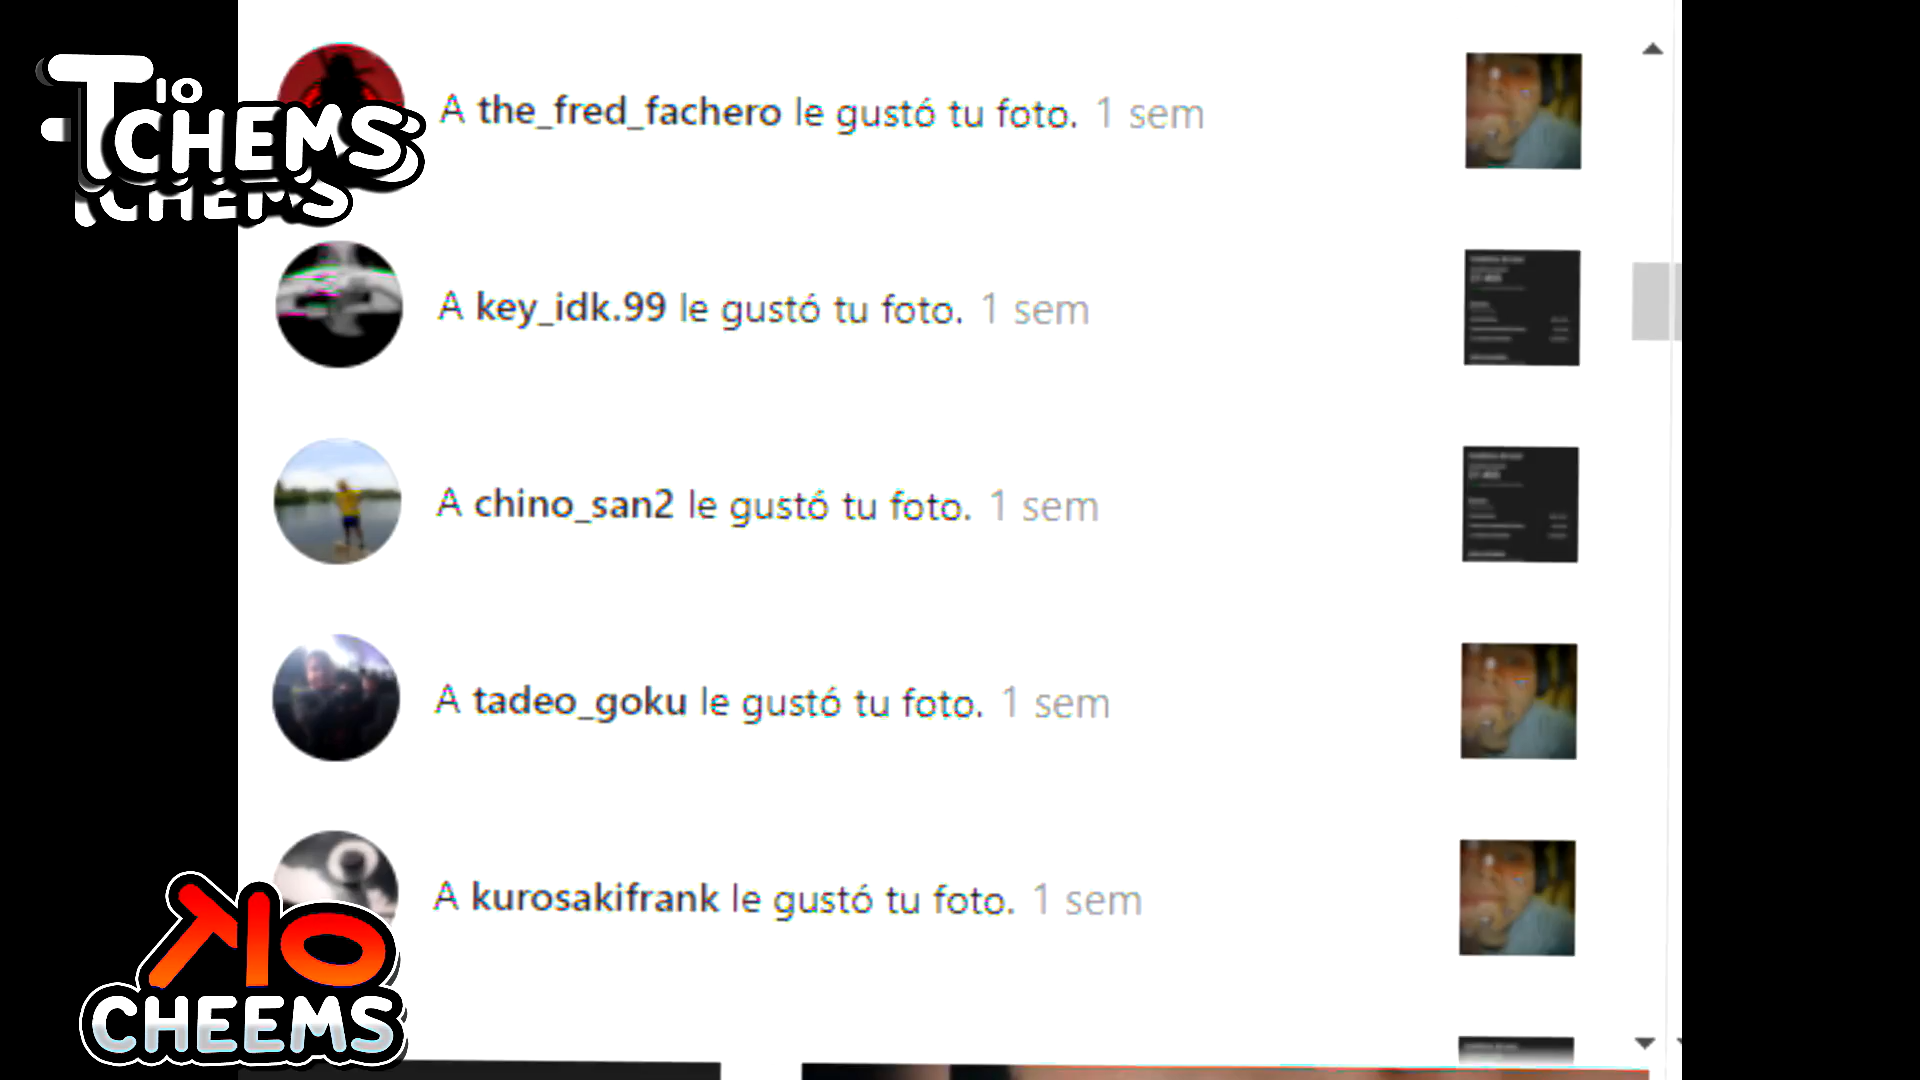 TIO
CHEMS
CHEMS
A the_fred_fachero le gustó tu foto. 1 sem
A key_idk.99 le gustó tu foto. 1 sem
A chino_san2 le gustó tu foto. 1 sem
A tadeo_goku le gustó tu foto. 1 sem
A kurosakifrank le gustó tu foto. 1 sem
CHEEMS